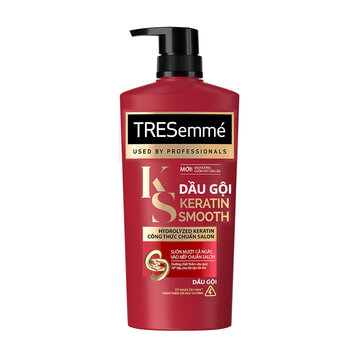 TRESemmé
USED BY PROFESSIONALS
MỚI!
KS
DẦU GỘI
KERATIN
SMOOTH
HYDROLYZED KERATIN
CÔNG THỨC CHUẨN SALON
SUÔN MƯỢT CẢ NGÀY,
VÀO NẾP CHUẨN SALON
DẦU GỘI